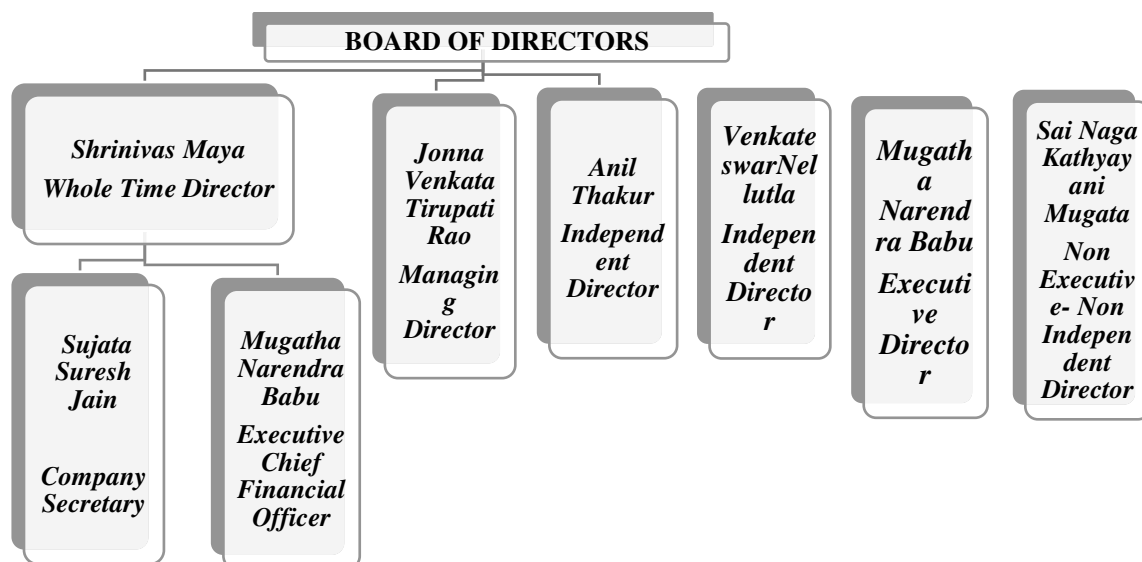 BOARD OF DIRECTORS
Shrinivas Maya
Whole Time Director
Jonna
Venkata
Tirupati
Rao
Managin
g
Director
Anil
Thakur
Independ
ent
Director
Venkate
swarNel
lutla
Indepen
dent
Directo
r
Mugath
a
Narend
ra Babu
Executi
ve
Directo
r
Sai Naga
Kathyay
ani
Mugata
Non
Executiv
e- Non
Indepen
dent
Director
Sujata
Suresh
Jain
Company
Secretary
Mugatha
Narendra
Babu
Executive
Chief
Financial
Officer